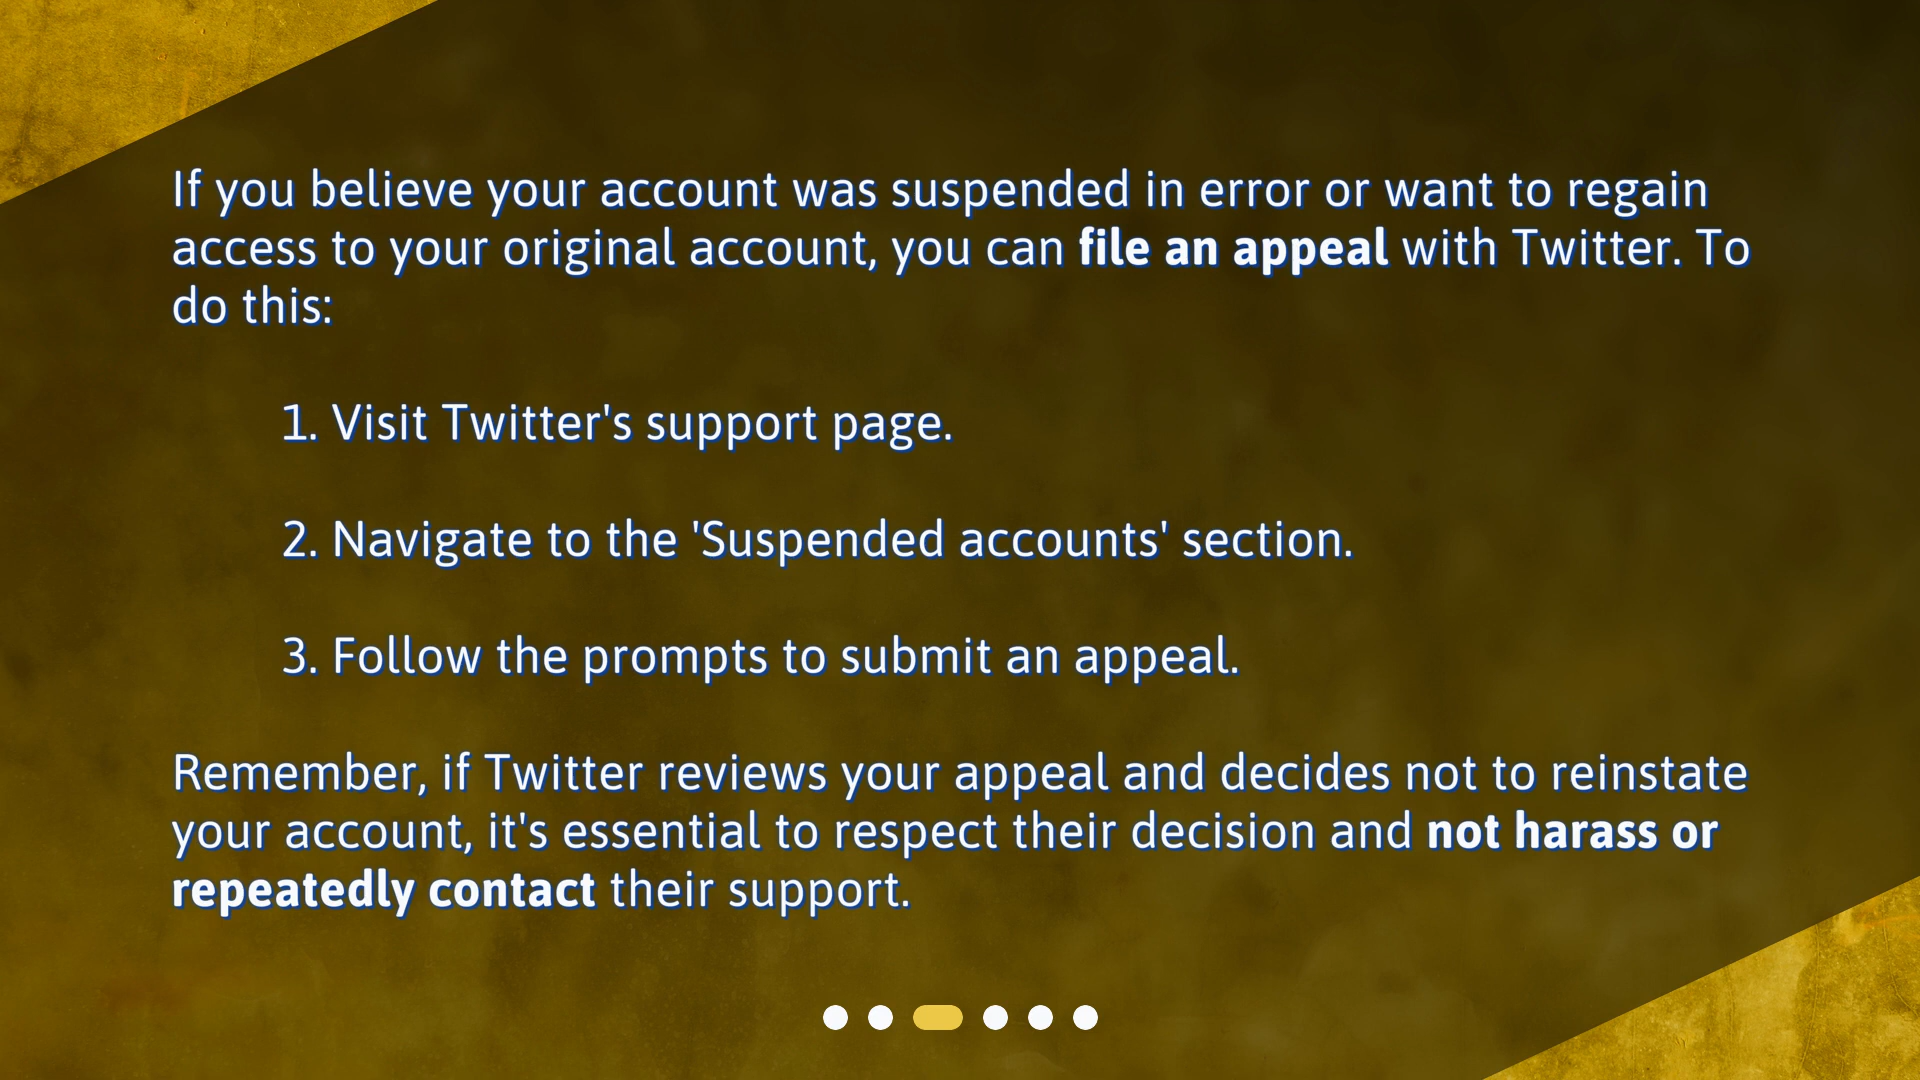 If you believe your account was suspended in error or want to regain
access to your original account, you can file an appeal with Twitter. To
do this:
1. Visit Twitter's support page.
2. Navigate to the 'Suspended accounts' section.
3. Follow the prompts to submit an appeal.
Remember, if Twitter reviews your appeal and decides not to reinstate
your account, it's essential to respect their decision and not harass or
repeatedly contact their support.